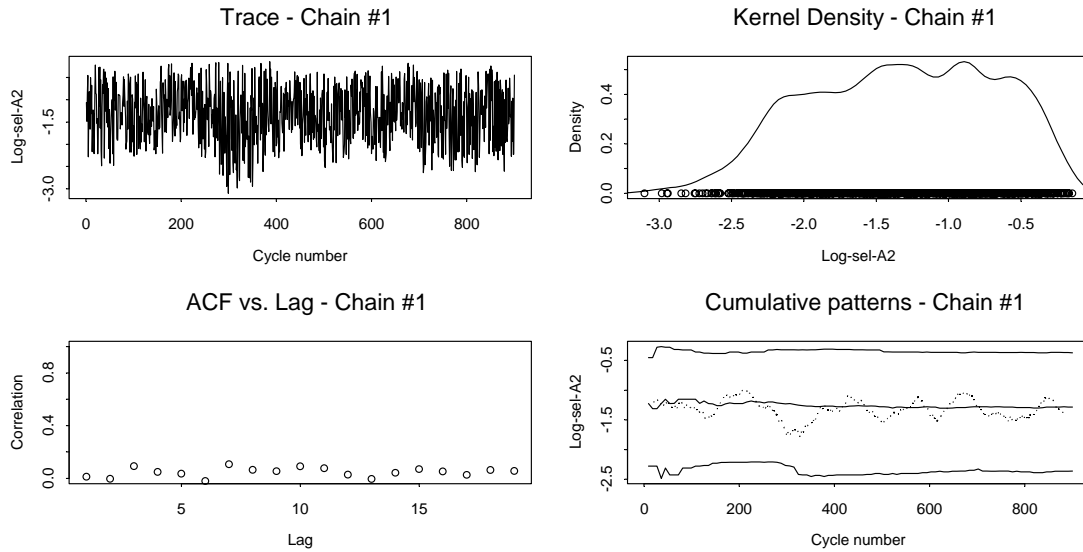 Trace - Chain #1
Log-sel-A2
-1.5
-3.0
0 200 400 600 800
Cycle number
Kernel Density - Chain #1
Density
0.4
0.2
0.0
-3.0 -2.5 -2.0 -1.5 -1.0 -0.5
Log-sel-A2
ACF vs. Lag - Chain #1
Correlation
0.8
0.4
0.0
5 10 15
Lag
Cumulative patterns - Chain #1
Log-sel-A2
-0.5
-1.5
-2.5
0 200 400 600 800
Cycle number